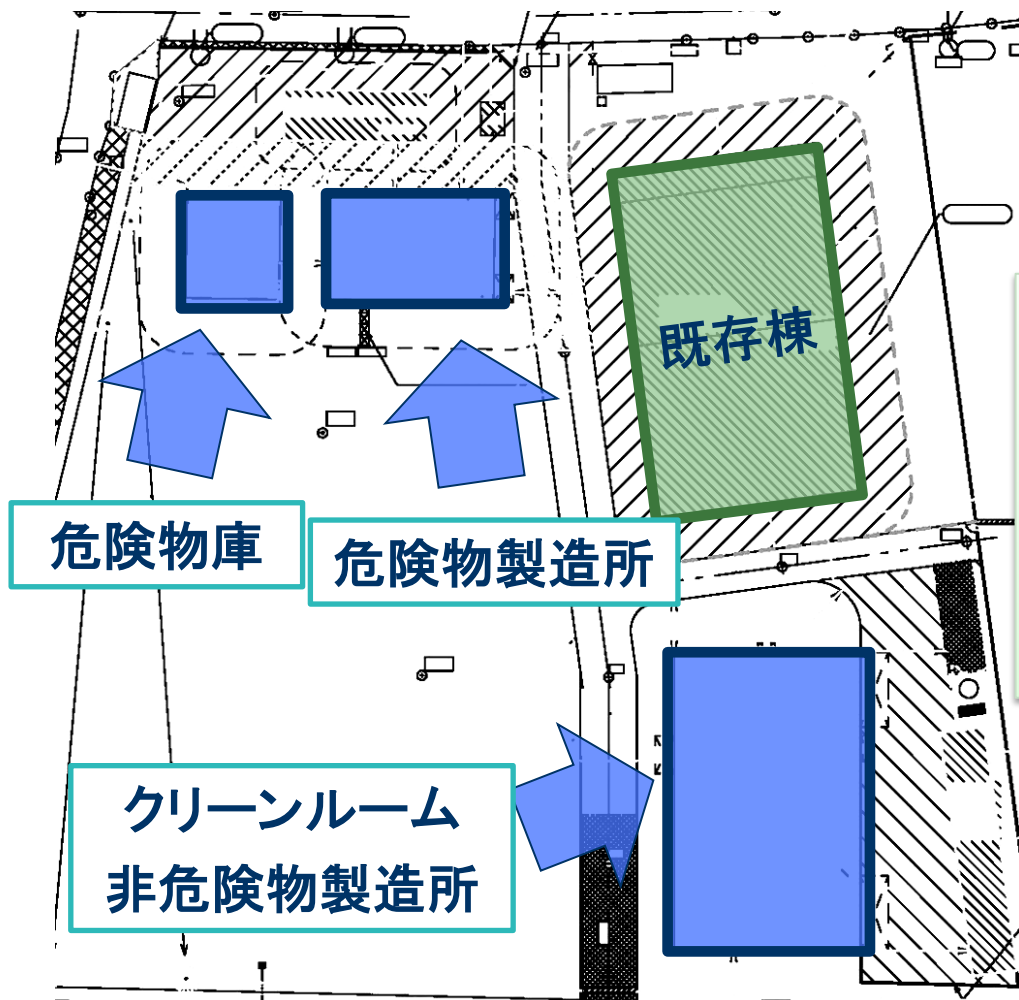 既存棟
危険物庫
危険物製造所
クリーンルーム
非危険物製造所